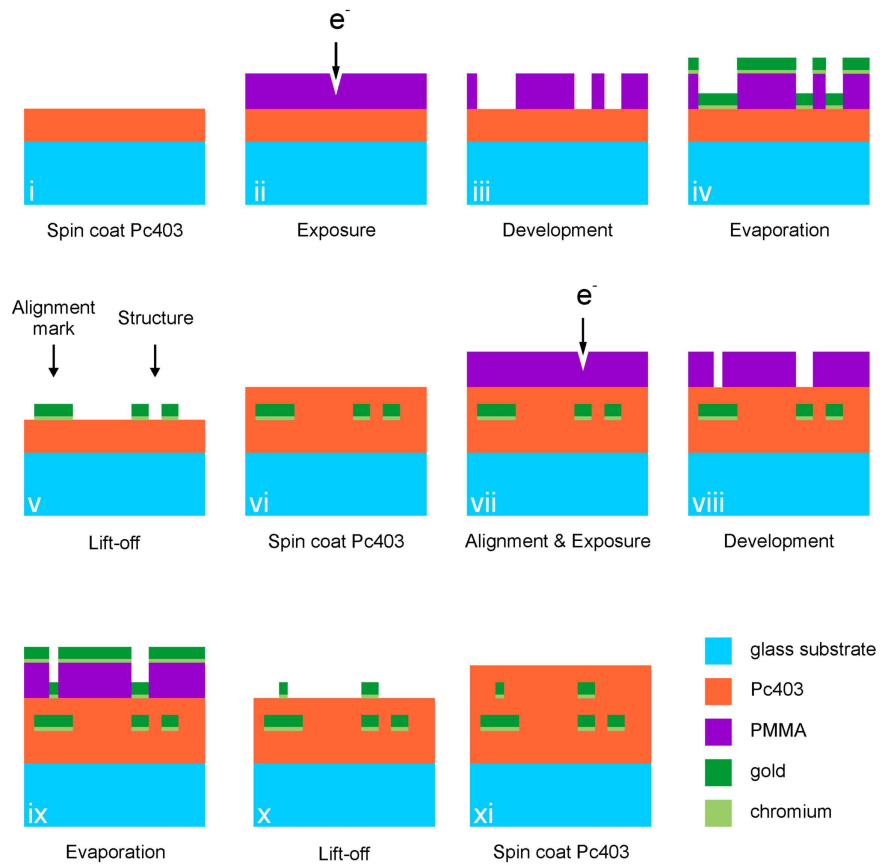 e⁻
i
ii
iii
iv
Spin coat Pc403
Exposure
Development
Evaporation
Alignment
mark
Structure
e⁻
v
vi
vii
viii
Lift-off
Spin coat Pc403
Alignment & Exposure
Development
glass substrate
Pc403
PMMA
gold
chromium
ix
x
xi
Evaporation
Lift-off
Spin coat Pc403